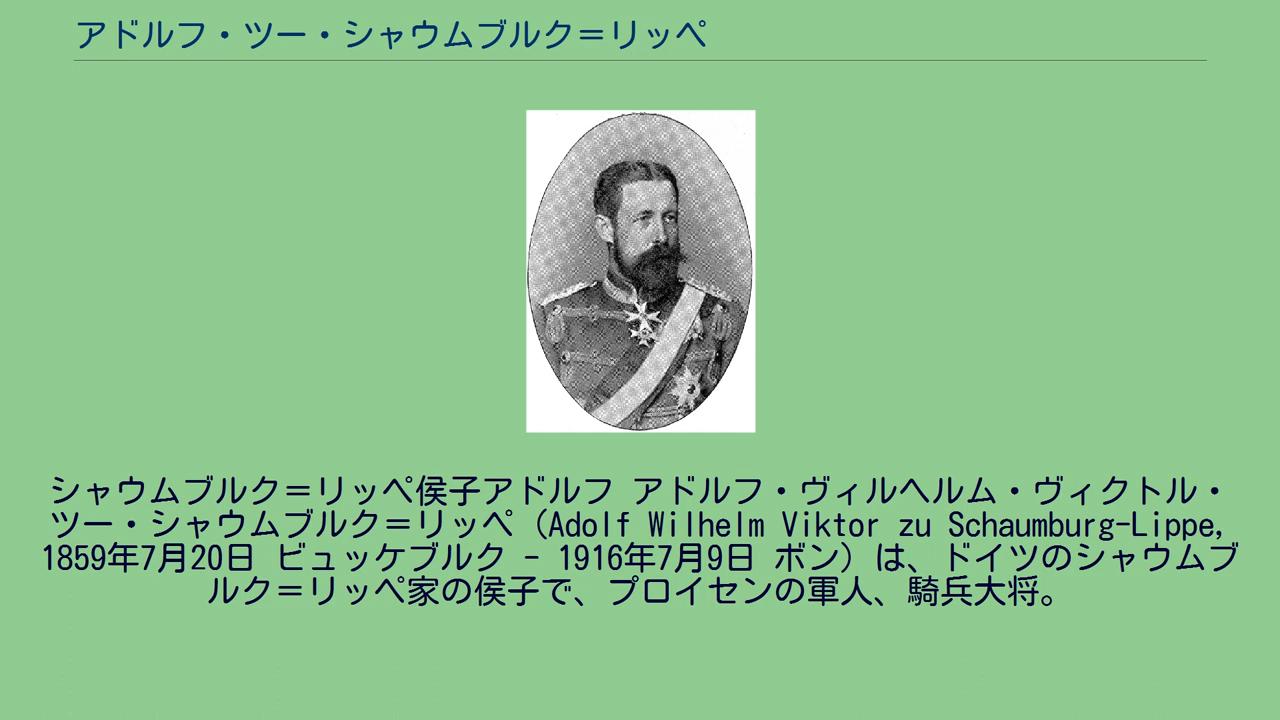 アドルフ・ツー・シャウムブルク＝リッペ
シャウムブルク＝リッペ侯子アドルフ アドルフ・ヴィルヘルム・ヴィクトル・
ツー・シャウムブルク＝リッペ（Adolf Wilhelm Viktor zu Schaumburg-Lippe,
1859年7月20日 ビュッケブルク - 1916年7月9日 ボン）は、ドイツのシャウムブ
ルク＝リッペ家の侯子で、プロイセンの軍人、騎兵大将。